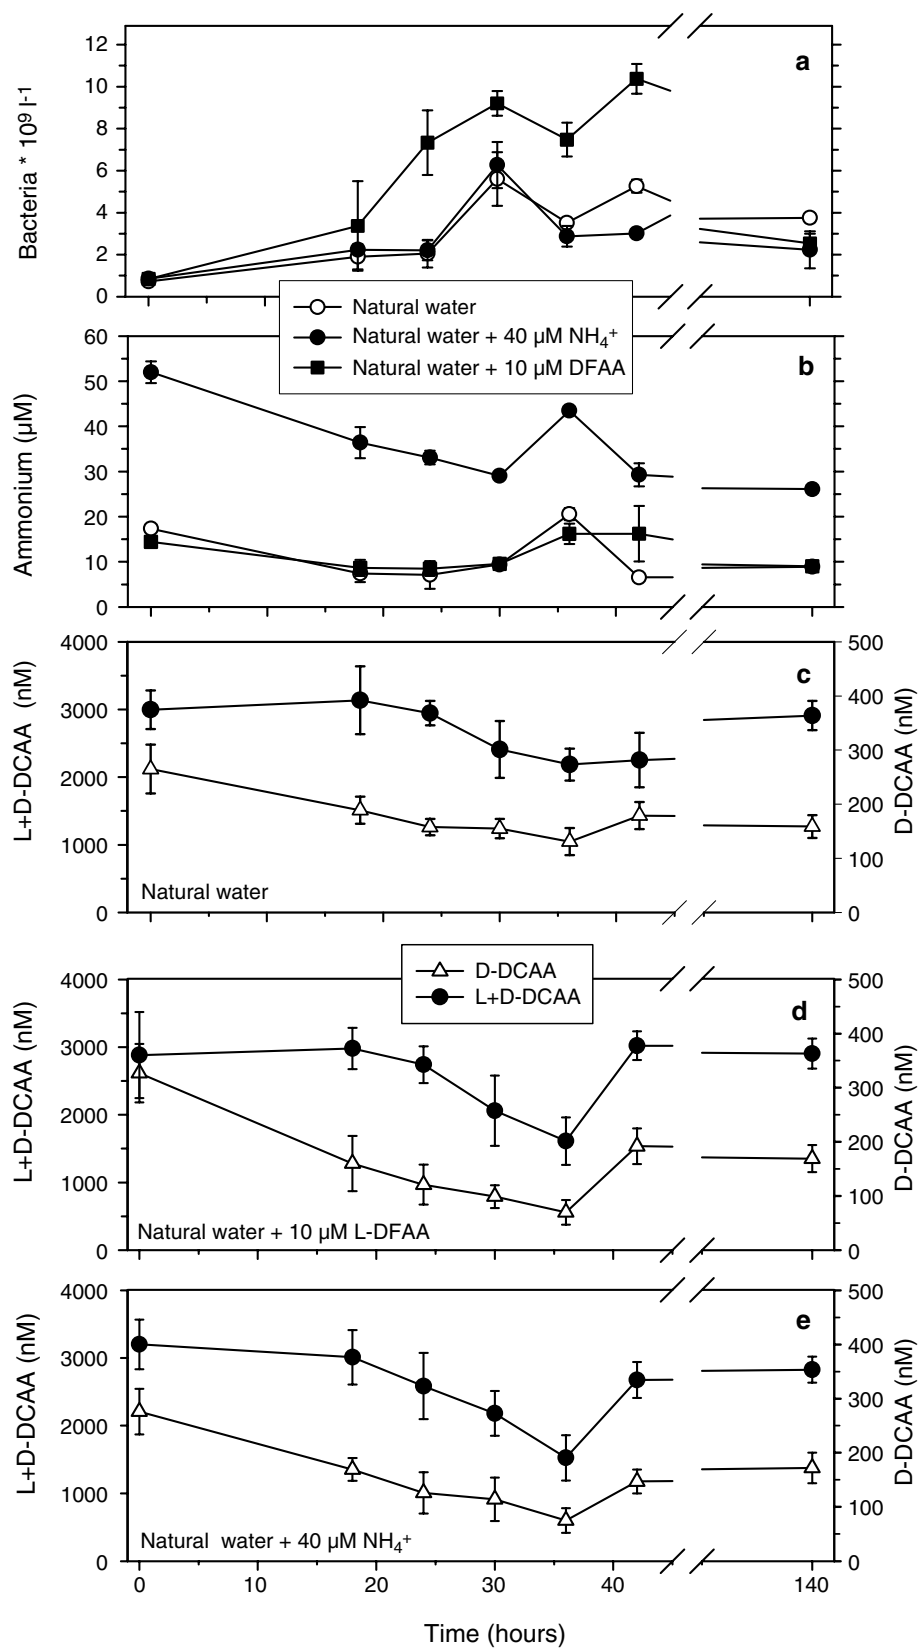 a
12
10
8
6
4
2
0
Bacteria * 10⁹ l⁻¹
Natural water
Natural water + 40 µM NH₄⁺
Natural water + 10 µM DFAA
b
60
50
40
30
20
10
0
Ammonium (µM)
c
4000
3000
2000
1000
0
L+D-DCAA (nM)
500
400
300
200
100
0
D-DCAA (nM)
Natural water
D-DCAA
L+D-DCAA
d
4000
3000
2000
1000
0
L+D-DCAA (nM)
500
400
300
200
100
0
D-DCAA (nM)
Natural water + 10 µM L-DFAA
e
4000
3000
2000
1000
0
L+D-DCAA (nM)
500
400
300
200
100
0
D-DCAA (nM)
Natural water + 40 µM NH₄⁺
0 10 20 30 40 140
Time (hours)